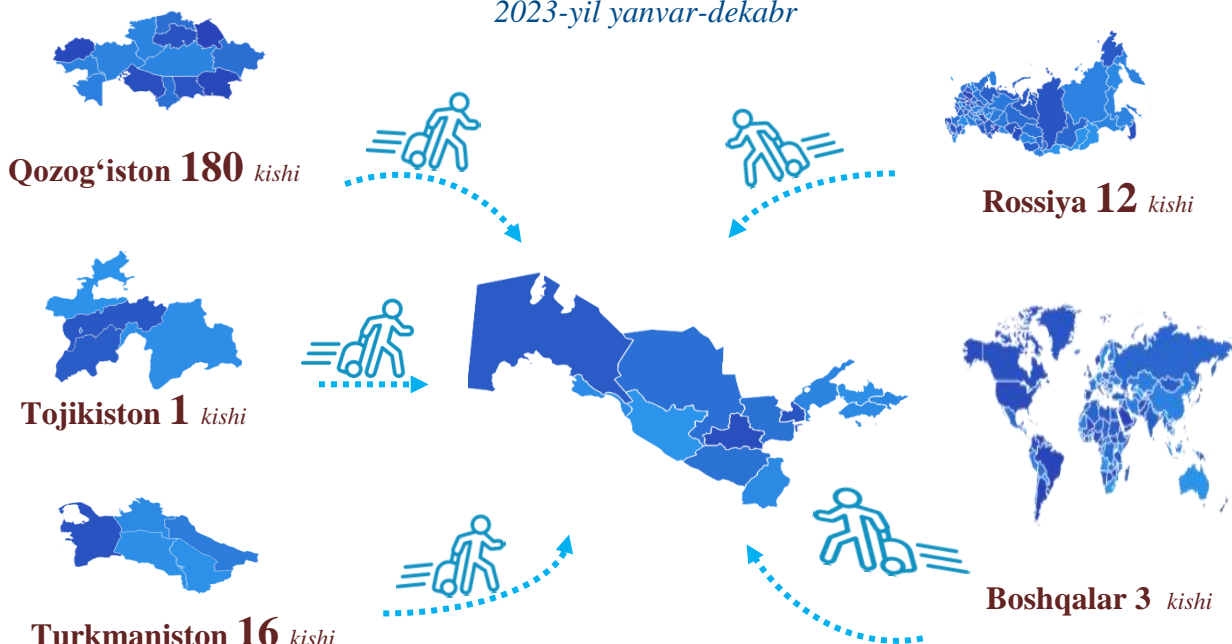 2023-yil yanvar-dekabr
Qozog‘iston 180 kishi
Rossiya 12 kishi
Tojikiston 1 kishi
Boshqalar 3 kishi
Turkmaniston 16 kishi